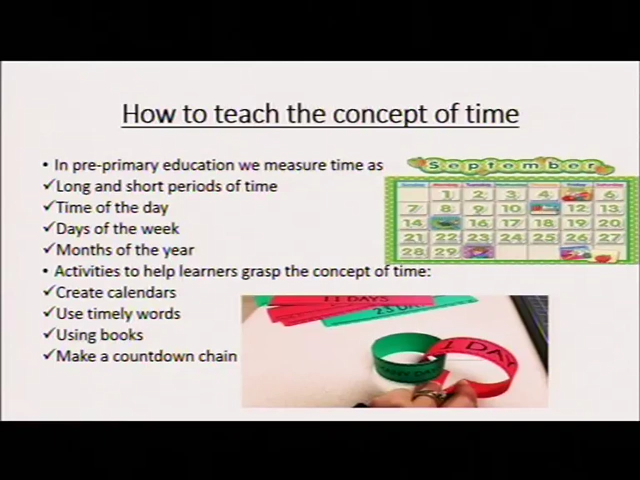 How to teach the concept of time
• In pre-primary education we measure time as
✓Long and short periods of time
✓Time of the day
✓Days of the week
✓Months of the year
• Activities to help learners grasp the concept of time:
✓Create calendars
✓Use timely words
✓Using books
✓Make a countdown chain
September
1 2 3 4 6
7 8 9 10 12 13
14 16 17 18 19 20
21 22 23 24 25 26 27
28 29
11 DAYS
23 DA
1 DAY